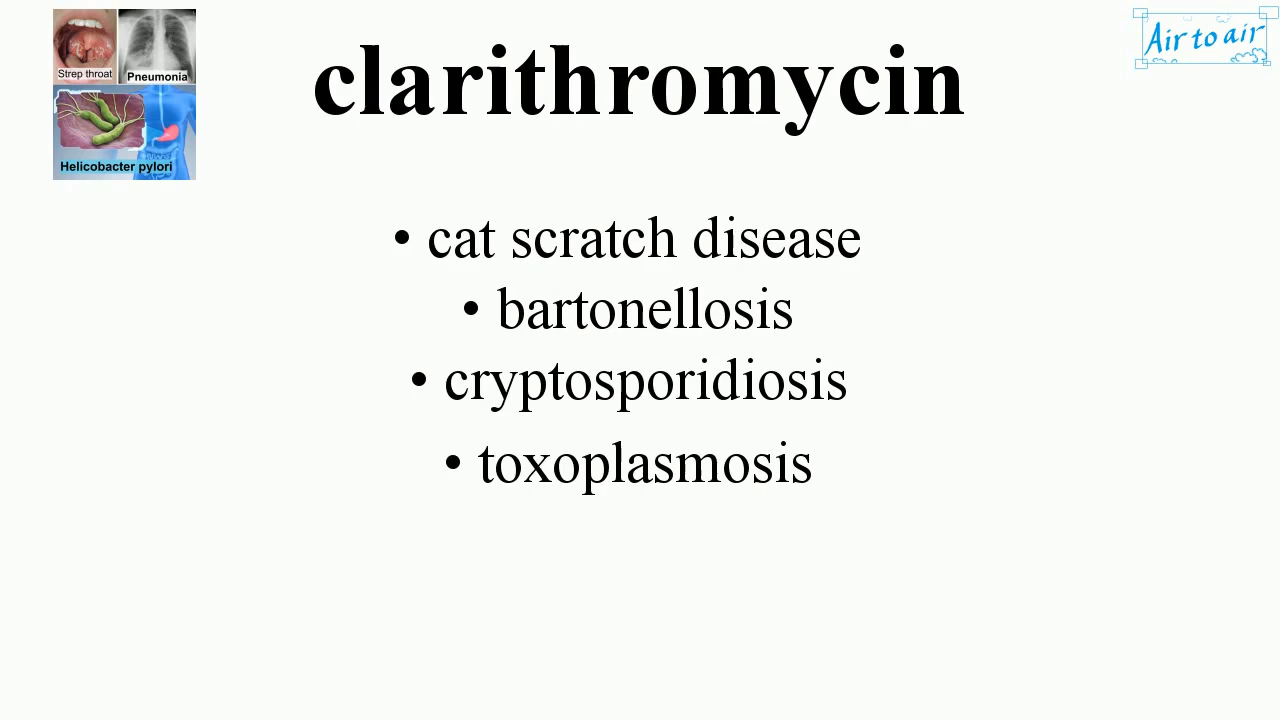 Strep throat
Pneumonia
Helicobacter pylori
clarithromycin
Air to air
• cat scratch disease
• bartonellosis
• cryptosporidiosis
• toxoplasmosis